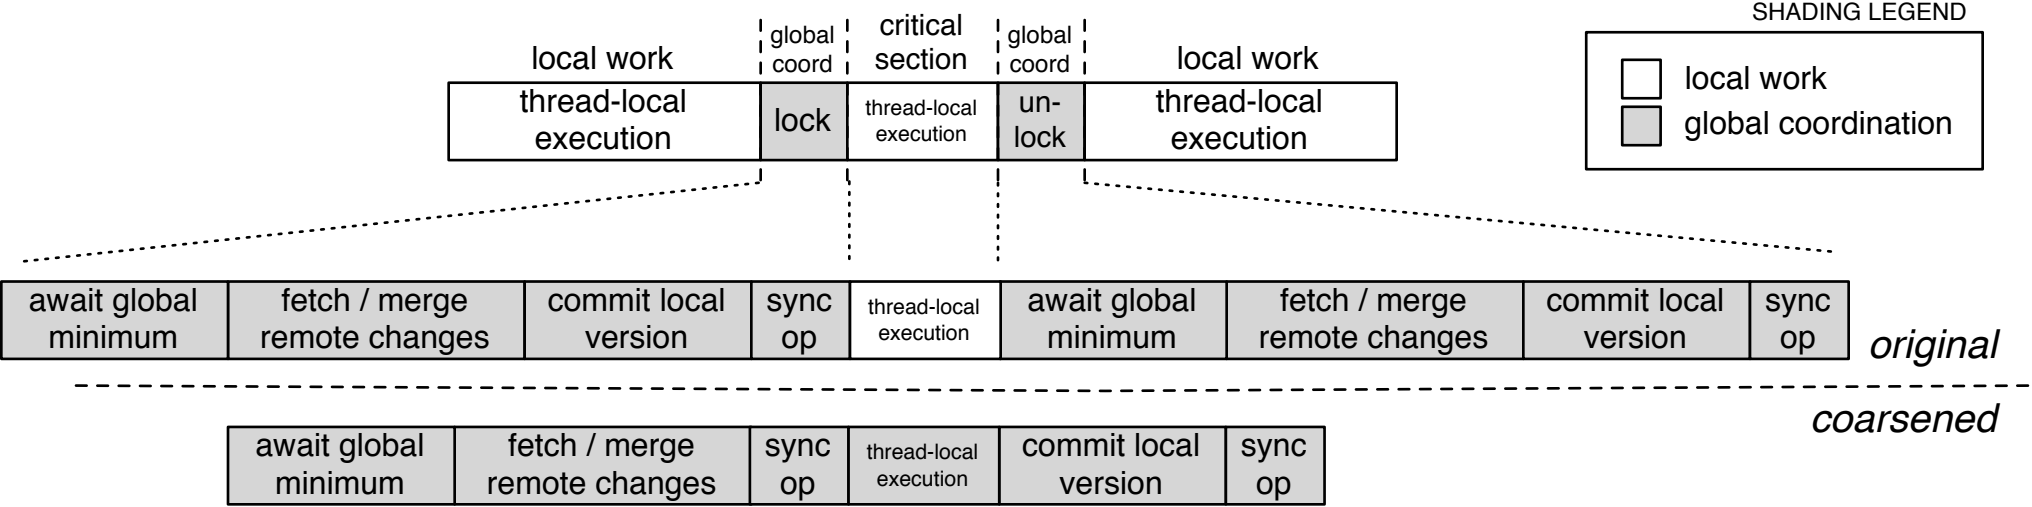 SHADING LEGEND
local work
global coordination
local work
global
coord
critical
section
global
coord
local work
thread-local
execution
lock
thread-local
execution
un-
lock
thread-local
execution
await global
minimum
fetch / merge
remote changes
commit local
version
sync
op
thread-local
execution
await global
minimum
fetch / merge
remote changes
commit local
version
sync
op
original
coarsened
await global
minimum
fetch / merge
remote changes
sync
op
thread-local
execution
commit local
version
sync
op